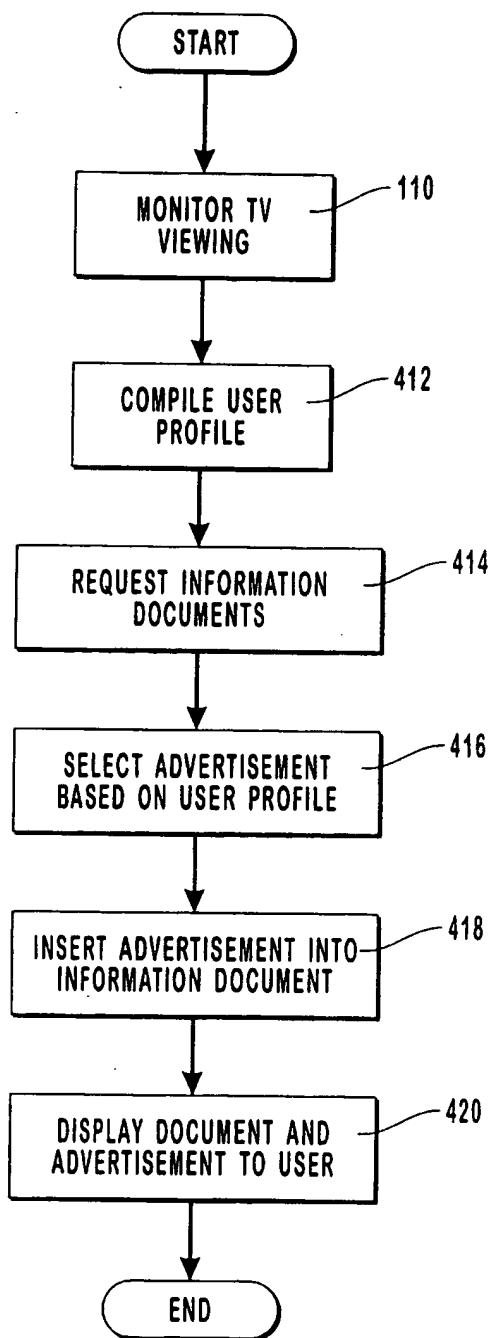 START
MONITOR TV
VIEWING
110
COMPILE USER
PROFILE
412
REQUEST INFORMATION
DOCUMENTS
414
SELECT ADVERTISEMENT
BASED ON USER PROFILE
416
INSERT ADVERTISEMENT INTO
INFORMATION DOCUMENT
418
DISPLAY DOCUMENT AND
ADVERTISEMENT TO USER
420
END